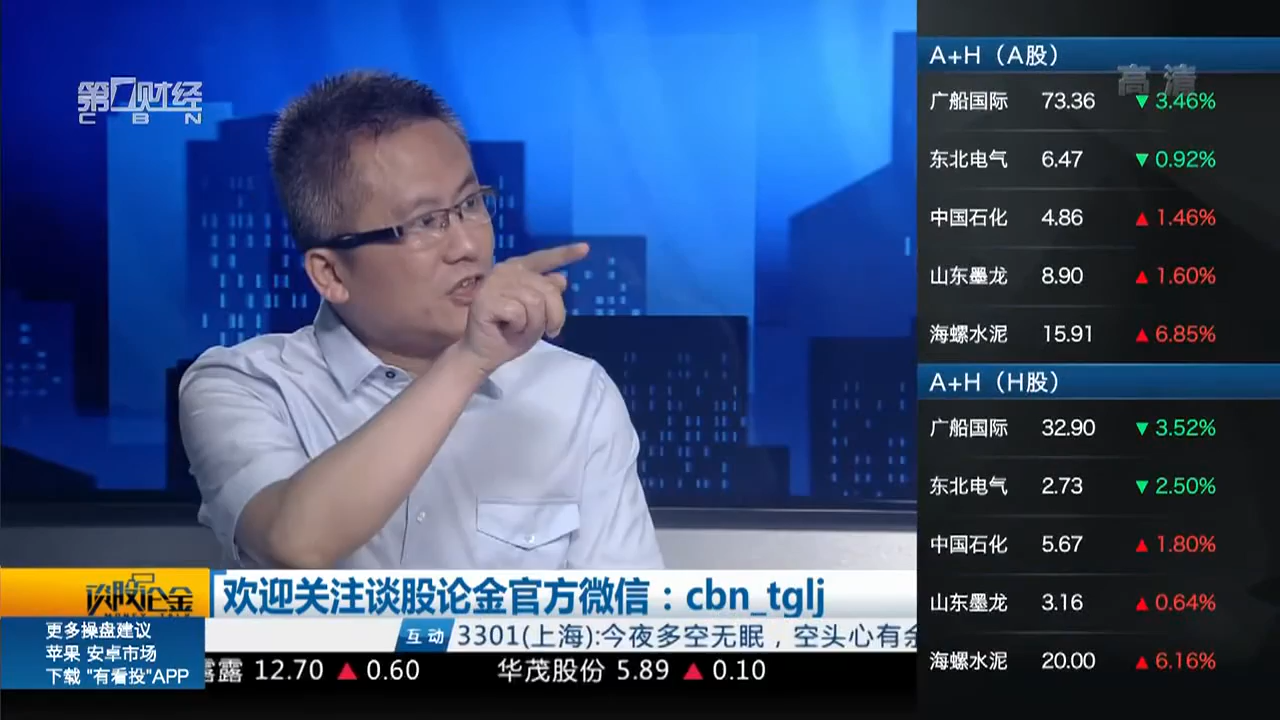 第一财经
CBN
高清
A+H（A股）
广船国际 73.36 ▼ 3.46%
东北电气 6.47 ▼ 0.92%
中国石化 4.86 ▲ 1.46%
山东墨龙 8.90 ▲ 1.60%
海螺水泥 15.91 ▲ 6.85%
A+H（H股）
广船国际 32.90 ▼ 3.52%
东北电气 2.73 ▼ 2.50%
中国石化 5.67 ▲ 1.80%
山东墨龙 3.16 ▲ 0.64%
海螺水泥 20.00 ▲ 6.16%
谈股论金
欢迎关注谈股论金官方微信：cbn_tglj
互动 3301(上海):今夜多空无眠，空头心有余
更多操盘建议
苹果 安卓市场
下载 "有看投"APP
露露 12.70 ▲ 0.60 华茂股份 5.89 ▲ 0.10